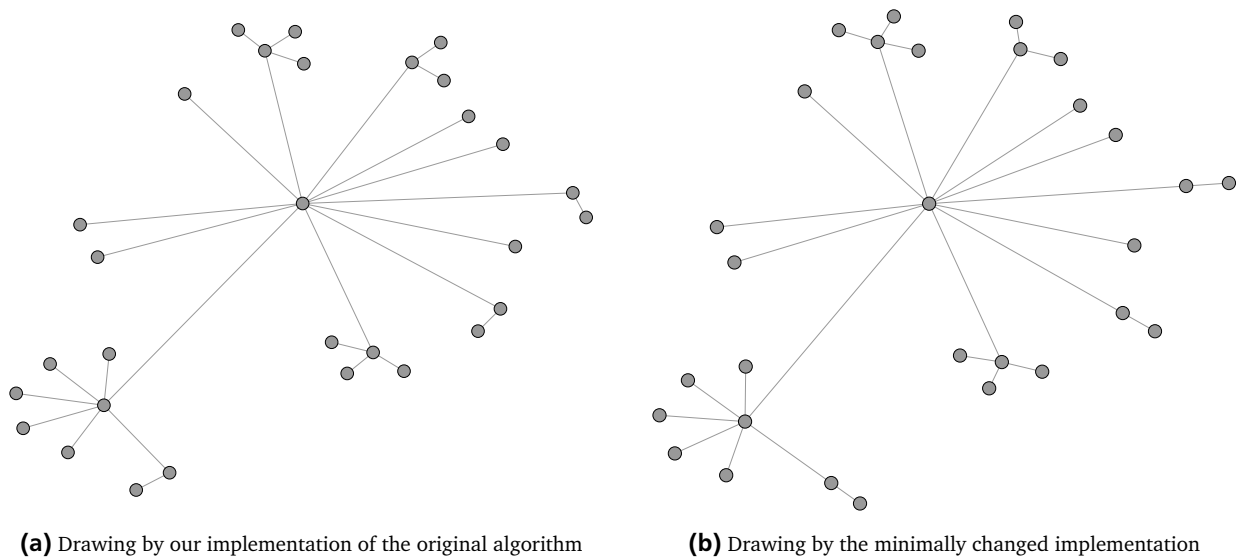 (a) Drawing by our implementation of the original algorithm
(b) Drawing by the minimally changed implementation